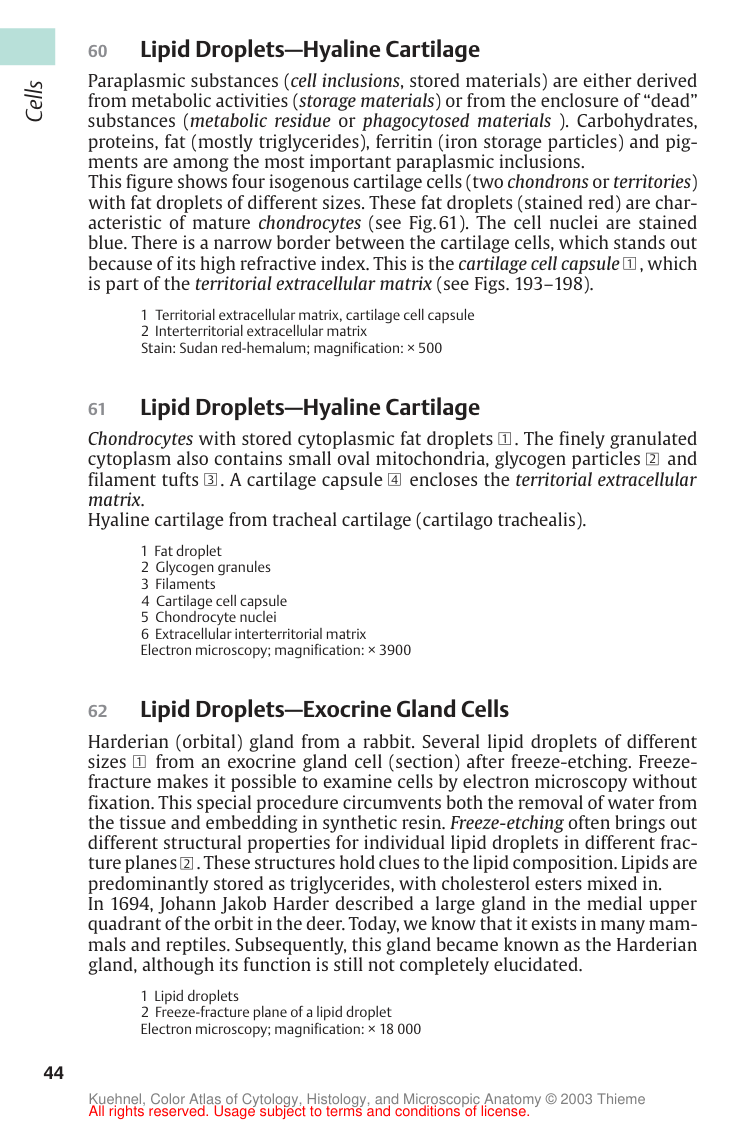 Cells
60 Lipid Droplets—Hyaline Cartilage
Paraplasmic substances (cell inclusions, stored materials) are either derived
from metabolic activities (storage materials) or from the enclosure of “dead”
substances (metabolic residue or phagocytosed materials ). Carbohydrates,
proteins, fat (mostly triglycerides), ferritin (iron storage particles) and pig-
ments are among the most important paraplasmic inclusions.
This figure shows four isogenous cartilage cells (two chondrons or territories)
with fat droplets of different sizes. These fat droplets (stained red) are char-
acteristic of mature chondrocytes (see Fig. 61). The cell nuclei are stained
blue. There is a narrow border between the cartilage cells, which stands out
because of its high refractive index. This is the cartilage cell capsule 1 , which
is part of the territorial extracellular matrix (see Figs. 193–198).
1 Territorial extracellular matrix, cartilage cell capsule
2 Interterritorial extracellular matrix
Stain: Sudan red-hemalum; magnification: × 500
61 Lipid Droplets—Hyaline Cartilage
Chondrocytes with stored cytoplasmic fat droplets 1 . The finely granulated
cytoplasm also contains small oval mitochondria, glycogen particles 2 and
filament tufts 3 . A cartilage capsule 4 encloses the territorial extracellular
matrix.
Hyaline cartilage from tracheal cartilage (cartilago trachealis).
1 Fat droplet
2 Glycogen granules
3 Filaments
4 Cartilage cell capsule
5 Chondrocyte nuclei
6 Extracellular interterritorial matrix
Electron microscopy; magnification: × 3900
62 Lipid Droplets—Exocrine Gland Cells
Harderian (orbital) gland from a rabbit. Several lipid droplets of different
sizes 1 from an exocrine gland cell (section) after freeze-etching. Freeze-
fracture makes it possible to examine cells by electron microscopy without
fixation. This special procedure circumvents both the removal of water from
the tissue and embedding in synthetic resin. Freeze-etching often brings out
different structural properties for individual lipid droplets in different frac-
ture planes 2 . These structures hold clues to the lipid composition. Lipids are
predominantly stored as triglycerides, with cholesterol esters mixed in.
In 1694, Johann Jakob Harder described a large gland in the medial upper
quadrant of the orbit in the deer. Today, we know that it exists in many mam-
mals and reptiles. Subsequently, this gland became known as the Harderian
gland, although its function is still not completely elucidated.
1 Lipid droplets
2 Freeze-fracture plane of a lipid droplet
Electron microscopy; magnification: × 18 000
44
Kuehnel, Color Atlas of Cytology, Histology, and Microscopic Anatomy © 2003 Thieme
All rights reserved. Usage subject to terms and conditions of license.